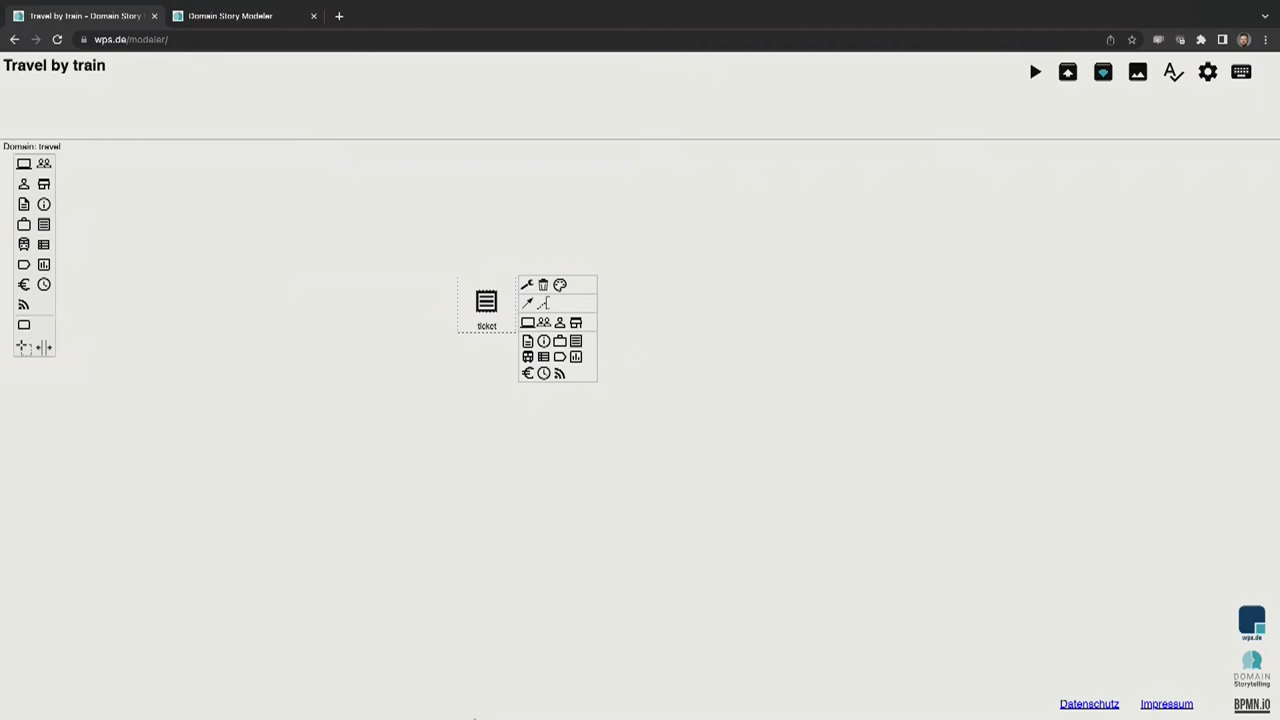 Travel by train - Domain Story
Domain Story Modeler
wps.de/modeler/
Travel by train
Domain: travel
ticket
wps.de
DOMAIN
Storytelling
Datenschutz
Impressum
BPMN.iO